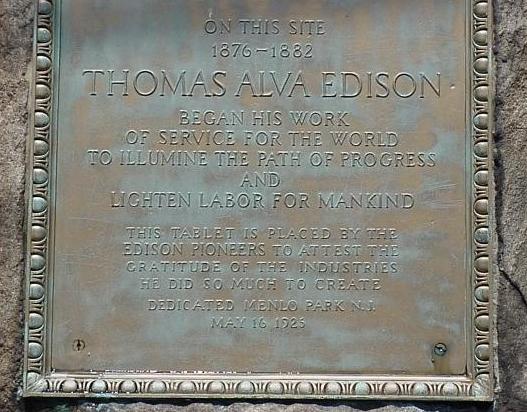 ON THIS SITE
1876-1882
THOMAS ALVA EDISON
BEGAN HIS WORK
OF SERVICE FOR THE WORLD
TO ILLUMINE THE PATH OF PROGRESS
AND
LIGHTEN LABOR FOR MANKIND
THIS TABLET IS PLACED BY THE
EDISON PIONEERS TO ATTEST THE
GRATITUDE OF THE INDUSTRIES
HE DID SO MUCH TO CREATE
DEDICATED MENLO PARK N.J.
MAY 16 1925